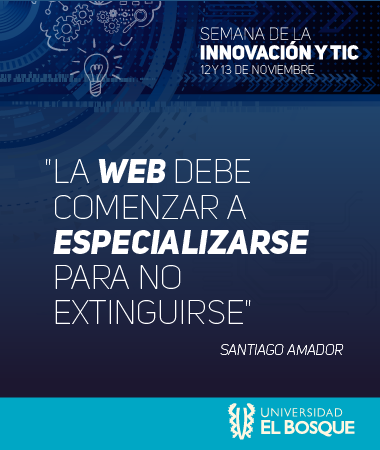 SEMANA DE LA
INNOVACIÓN Y TIC
12 Y 13 DE NOVIEMBRE
"LA WEB DEBE
COMENZAR A
ESPECIALIZARSE
PARA NO
EXTINGUIRSE"
SANTIAGO AMADOR
UNIVERSIDAD
EL BOSQUE